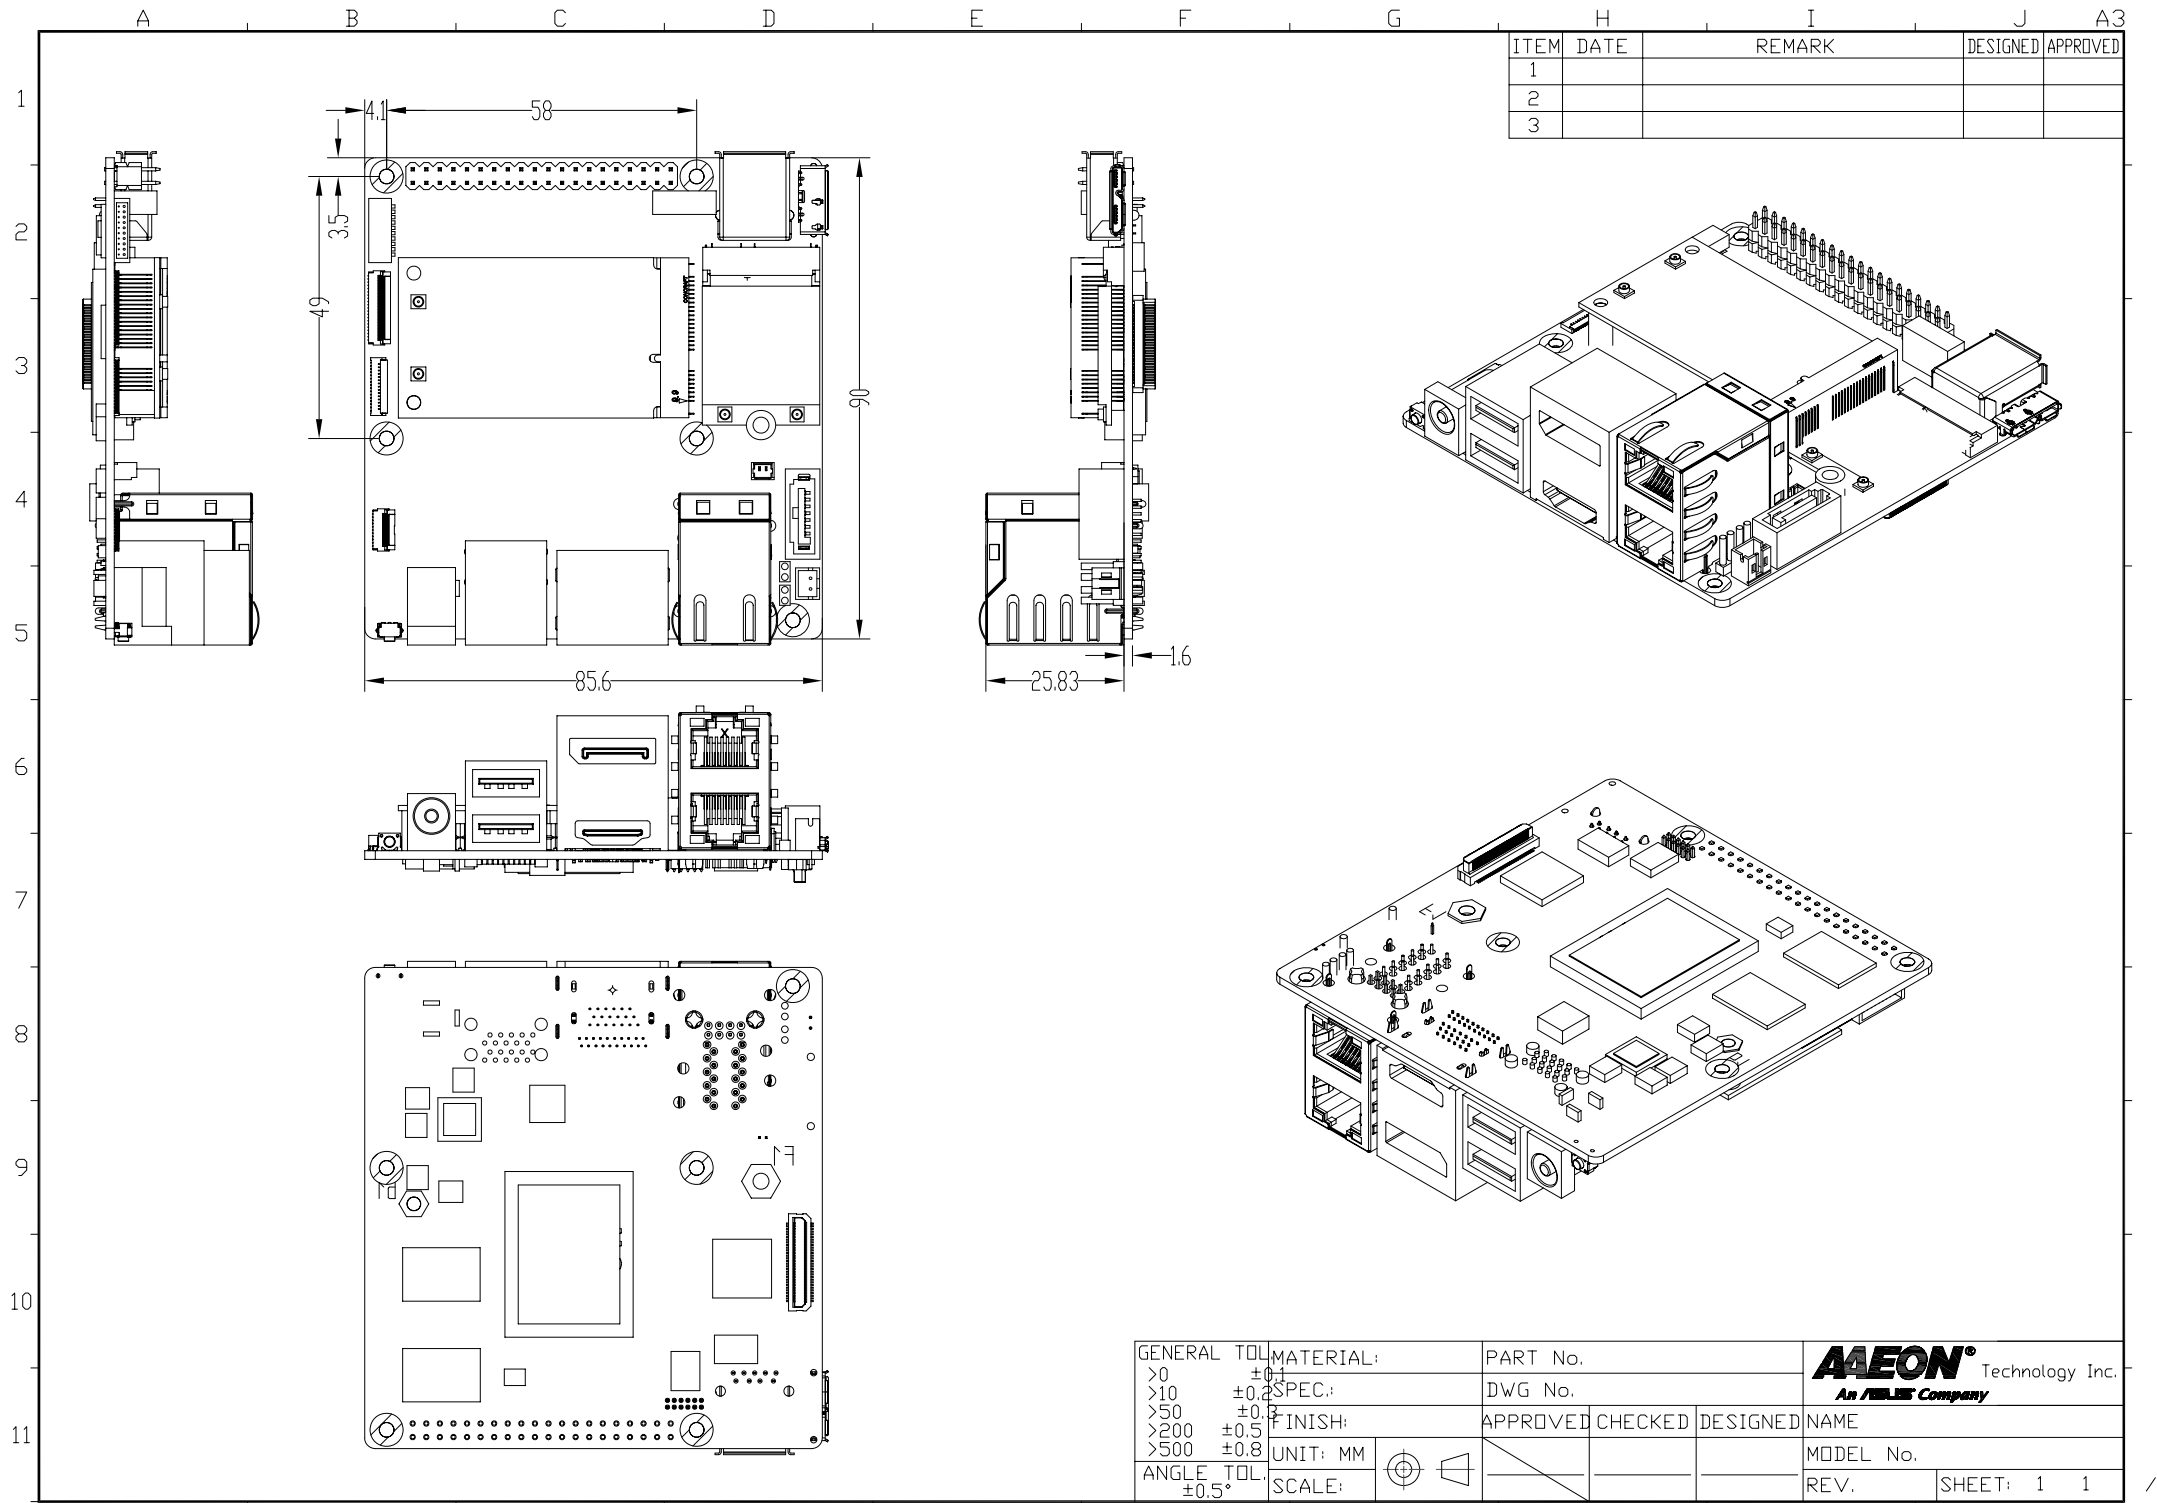 A B C D E F G H I J A3
ITEM DATE REMARK DESIGNED APPROVED
1
2
3
1
2
3
4
5
6
7
8
9
10
11
4.1
58
3.5
49
90
85.6
25.83
1.6
X
F1
GENERAL TOL.
>0 ±0.1
>10 ±0.2
>50 ±0.3
>200 ±0.5
>500 ±0.8
ANGLE TOL.
±0.5°
MATERIAL:
SPEC.:
FINISH:
UNIT: MM
SCALE:
PART No.
DWG No.
APPROVED CHECKED DESIGNED
AAEON® Technology Inc.
An ASUS Company
NAME
MODEL No.
REV.
SHEET: 1 1 /